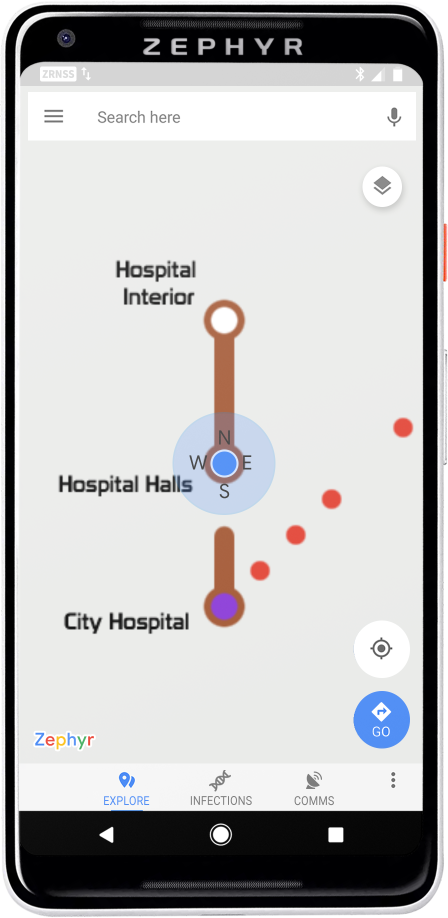 ZEPHYR
ZRNSS
Search here
Hospital
Interior
N
W E
S
Hospital Halls
City Hospital
GO
Zephyr
EXPLORE
INFECTIONS
COMMS